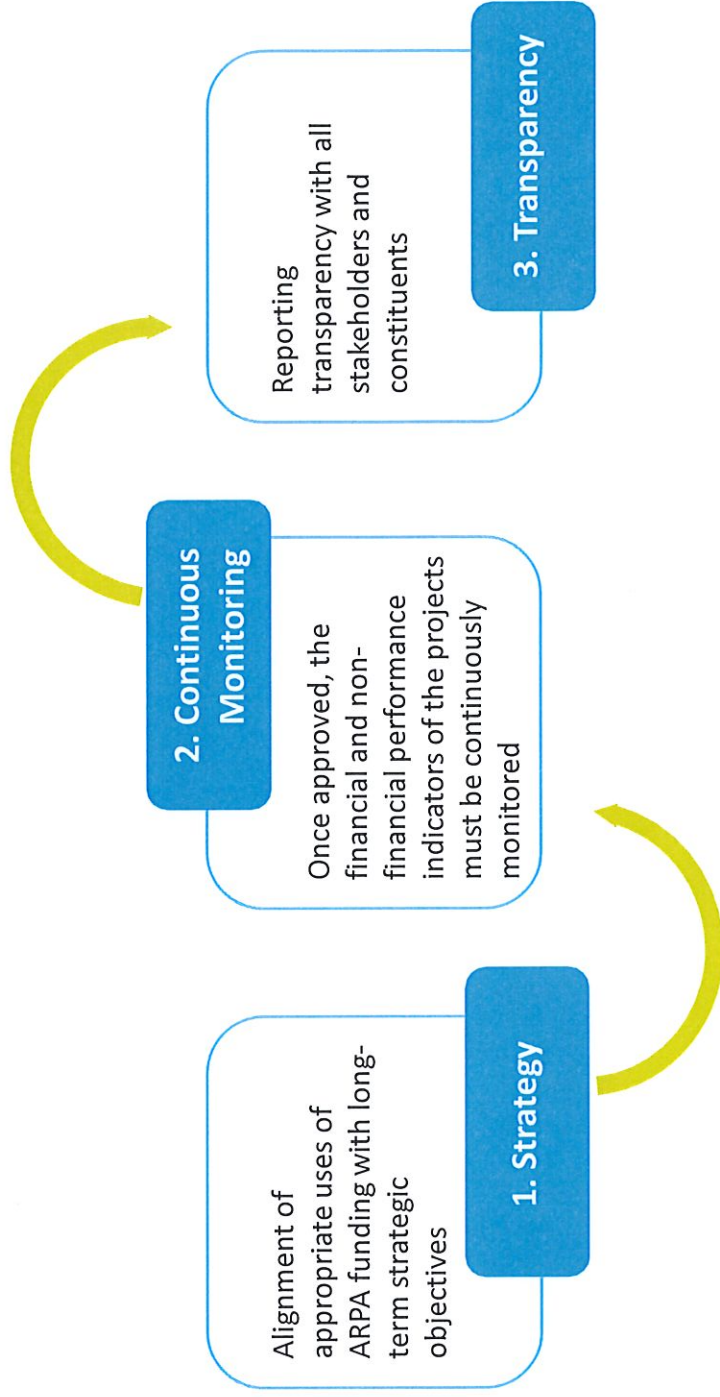 Alignment of
appropriate uses of
ARPA funding with long-
term strategic
objectives
1. Strategy
2. Continuous
Monitoring
Once approved, the
financial and non-
financial performance
indicators of the projects
must be continuously
monitored
Reporting
transparency with all
stakeholders and
constituents
3. Transparency